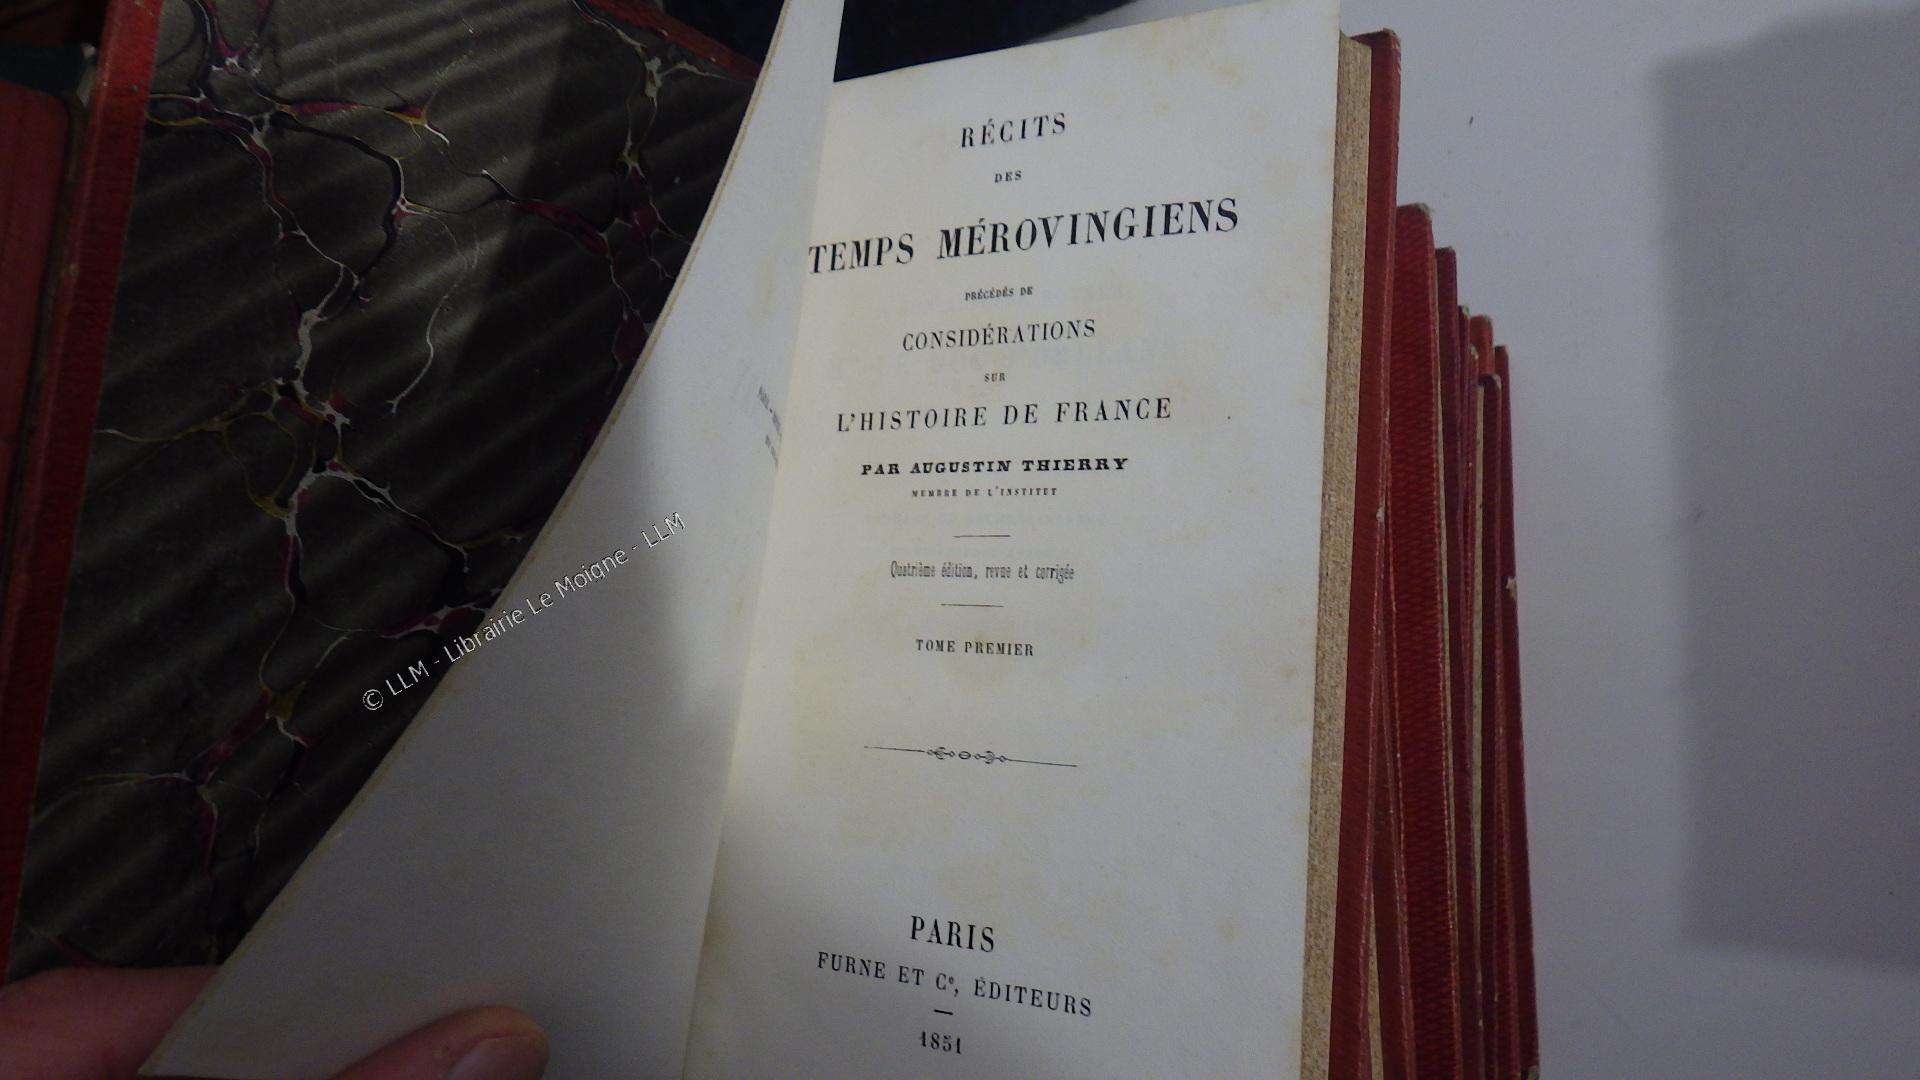 RÉCITS
DES
TEMPS MÉROVINGIENS
PRÉCÉDÉS DE
CONSIDÉRATIONS
SUR
L'HISTOIRE DE FRANCE
PAR AUGUSTIN THIERRY
MEMBRE DE L'INSTITUT
Quatrième édition, revue et corrigée
TOME PREMIER
PARIS
FURNE ET Cᵉ, ÉDITEURS
1851
© LLM - Librairie Le Moigne - LLM